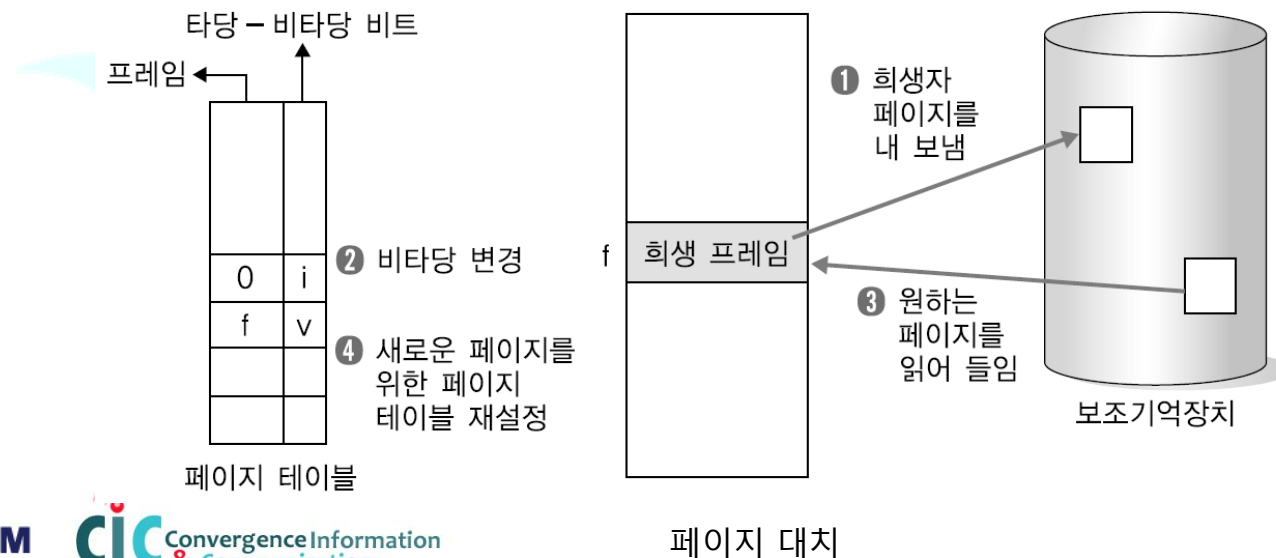 타당 – 비타당 비트
프레임
0 i
f v
❷ 비타당 변경
❹ 새로운 페이지를
위한 페이지
테이블 재설정
페이지 테이블
f
희생 프레임
❶ 희생자
페이지를
내 보냄
❸ 원하는
페이지를
읽어 들임
보조기억장치
페이지 대치
M
CIC Convergence Information
&